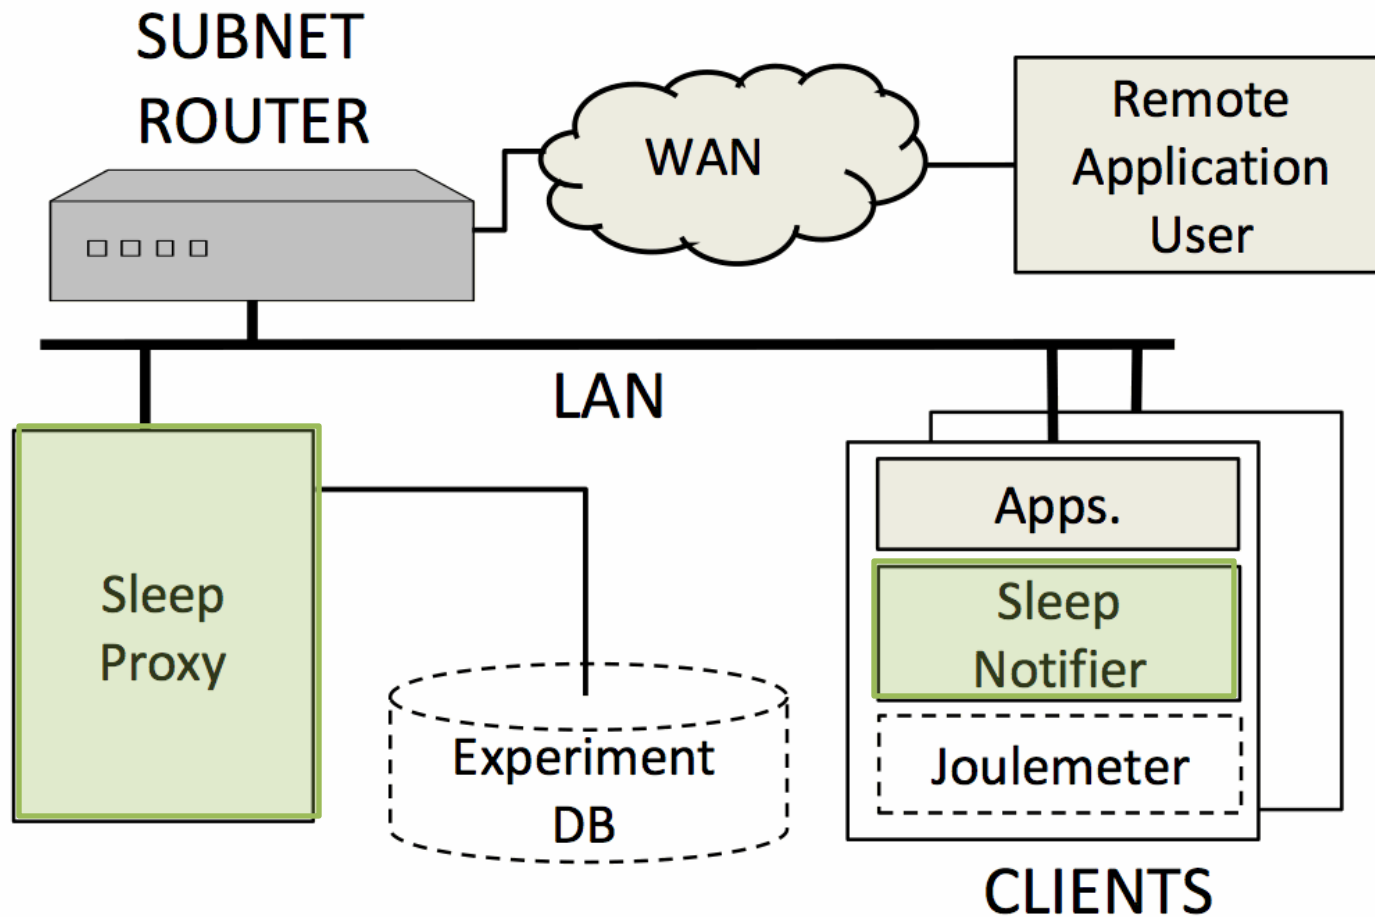 SUBNET
ROUTER
WAN
Remote
Application
User
LAN
Sleep
Proxy
Experiment
DB
Apps.
Sleep
Notifier
Joulemeter
CLIENTS